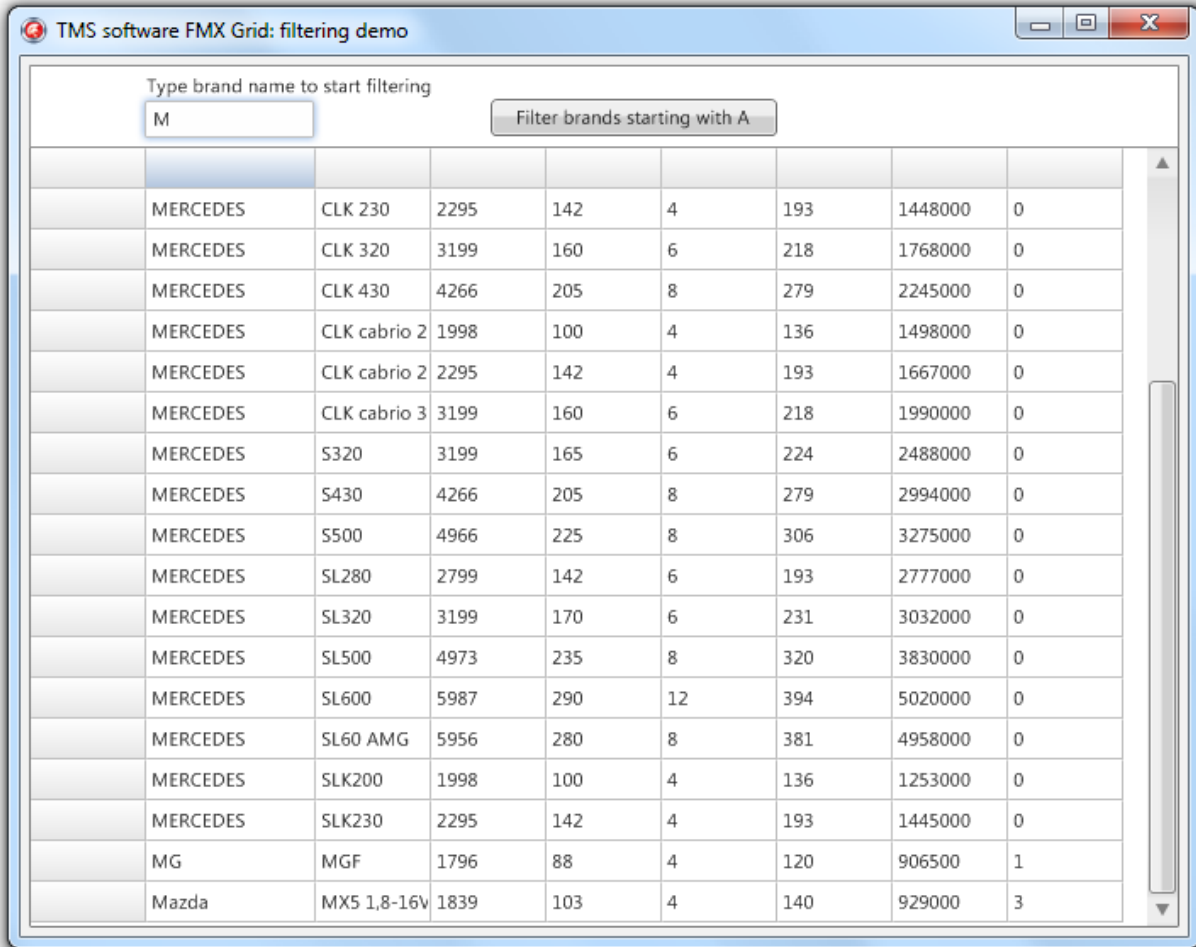 TMS software FMX Grid: filtering demo
Type brand name to start filtering
M
Filter brands starting with A
MERCEDES CLK 230 2295 142 4 193 1448000 0
MERCEDES CLK 320 3199 160 6 218 1768000 0
MERCEDES CLK 430 4266 205 8 279 2245000 0
MERCEDES CLK cabrio 2 1998 100 4 136 1498000 0
MERCEDES CLK cabrio 2 2295 142 4 193 1667000 0
MERCEDES CLK cabrio 3 3199 160 6 218 1990000 0
MERCEDES S320 3199 165 6 224 2488000 0
MERCEDES S430 4266 205 8 279 2994000 0
MERCEDES S500 4966 225 8 306 3275000 0
MERCEDES SL280 2799 142 6 193 2777000 0
MERCEDES SL320 3199 170 6 231 3032000 0
MERCEDES SL500 4973 235 8 320 3830000 0
MERCEDES SL600 5987 290 12 394 5020000 0
MERCEDES SL60 AMG 5956 280 8 381 4958000 0
MERCEDES SLK200 1998 100 4 136 1253000 0
MERCEDES SLK230 2295 142 4 193 1445000 0
MG MGF 1796 88 4 120 906500 1
Mazda MX5 1,8-16V 1839 103 4 140 929000 3